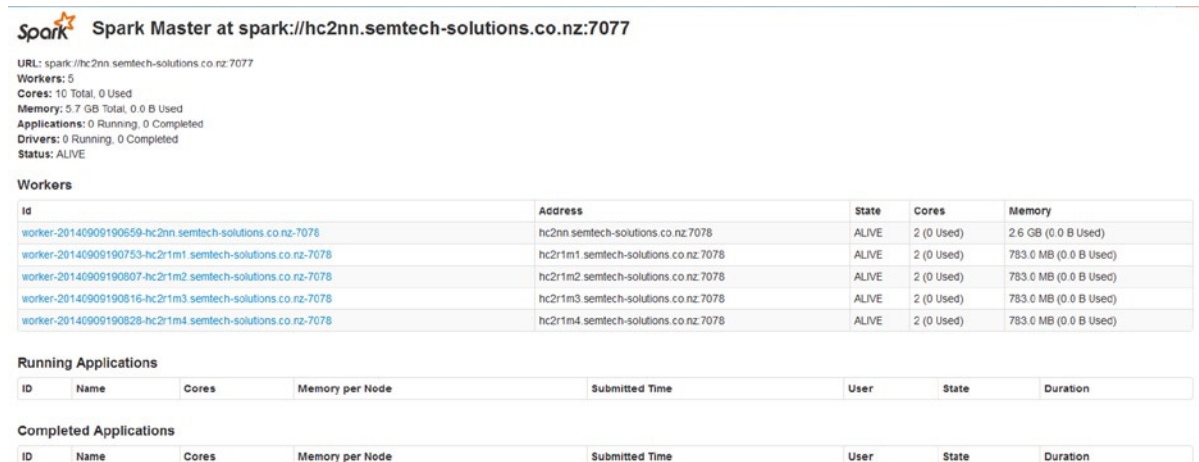 Spark Spark Master at spark://hc2nn.semtech-solutions.co.nz:7077
URL: spark://hc2nn.semtech-solutions.co.nz:7077
Workers: 5
Cores: 10 Total, 0 Used
Memory: 5.7 GB Total, 0.0 B Used
Applications: 0 Running, 0 Completed
Drivers: 0 Running, 0 Completed
Status: ALIVE
Workers
Id Address State Cores Memory
worker-20140909190659-hc2nn.semtech-solutions.co.nz-7078 hc2nn.semtech-solutions.co.nz:7078 ALIVE 2 (0 Used) 2.6 GB (0.0 B Used)
worker-20140909190753-hc2r1m1.semtech-solutions.co.nz-7078 hc2r1m1.semtech-solutions.co.nz:7078 ALIVE 2 (0 Used) 783.0 MB (0.0 B Used)
worker-20140909190807-hc2r1m2.semtech-solutions.co.nz-7078 hc2r1m2.semtech-solutions.co.nz:7078 ALIVE 2 (0 Used) 783.0 MB (0.0 B Used)
worker-20140909190816-hc2r1m3.semtech-solutions.co.nz-7078 hc2r1m3.semtech-solutions.co.nz:7078 ALIVE 2 (0 Used) 783.0 MB (0.0 B Used)
worker-20140909190828-hc2r1m4.semtech-solutions.co.nz-7078 hc2r1m4.semtech-solutions.co.nz:7078 ALIVE 2 (0 Used) 783.0 MB (0.0 B Used)
Running Applications
ID Name Cores Memory per Node Submitted Time User State Duration
Completed Applications
ID Name Cores Memory per Node Submitted Time User State Duration